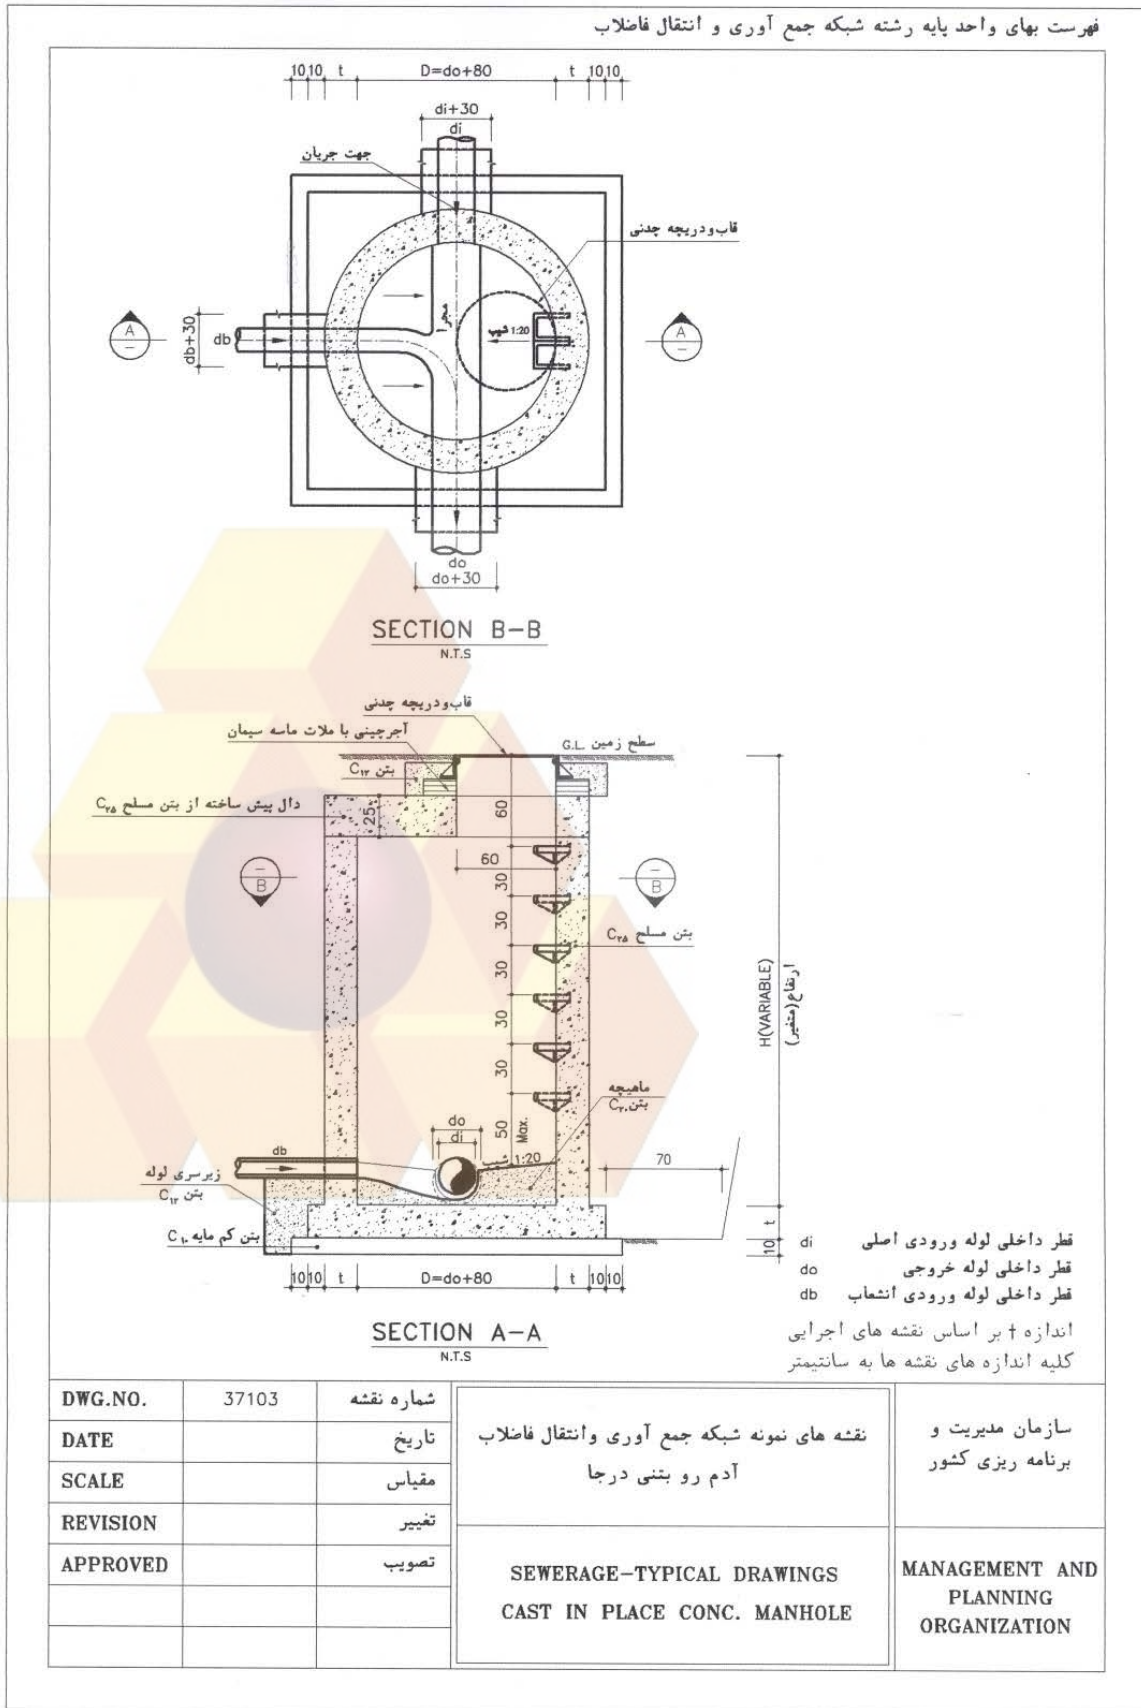 فهرست بهای واحد پایه رشته شبکه جمع آوری و انتقال فاضلاب
10 10 t D=do+80 t 10 10
di+30
di
جهت جریان
قاب و دریچه چدنی
A
–
A
–
db+30
db
مجرا
شیب 1:20
do
do+30
SECTION B–B
N.T.S
قاب و دریچه چدنی
آجرچینی با ملات ماسه سیمان
سطح زمین G.L.
بتن C۱۲
دال پیش ساخته از بتن مسلح C۲۵
25
60
60
–
B
–
B
30
30
30
30
30
50 Max.
بتن مسلح C۲۵
H(VARIABLE)
ارتفاع(متغیر)
ماهیچه
بتن C۲۰
do
di
db
شیب 1:20
70
زیرسری لوله
بتن C۱۲
بتن کم مایه C۱۰
t
10
10 10 t D=do+80 t 10 10
SECTION A–A
N.T.S
قطر داخلی لوله ورودی اصلی di
قطر داخلی لوله خروجی do
قطر داخلی لوله ورودی انشعاب db
اندازه t بر اساس نقشه های اجرایی
کلیه اندازه های نقشه ها به سانتیمتر
DWG.NO. 37103 شماره نقشه
DATE تاریخ
SCALE مقیاس
REVISION تغییر
APPROVED تصویب
نقشه های نمونه شبکه جمع آوری وانتقال فاضلاب
آدم رو بتنی درجا
SEWERAGE–TYPICAL DRAWINGS
CAST IN PLACE CONC. MANHOLE
سازمان مدیریت و
برنامه ریزی کشور
MANAGEMENT AND
PLANNING
ORGANIZATION